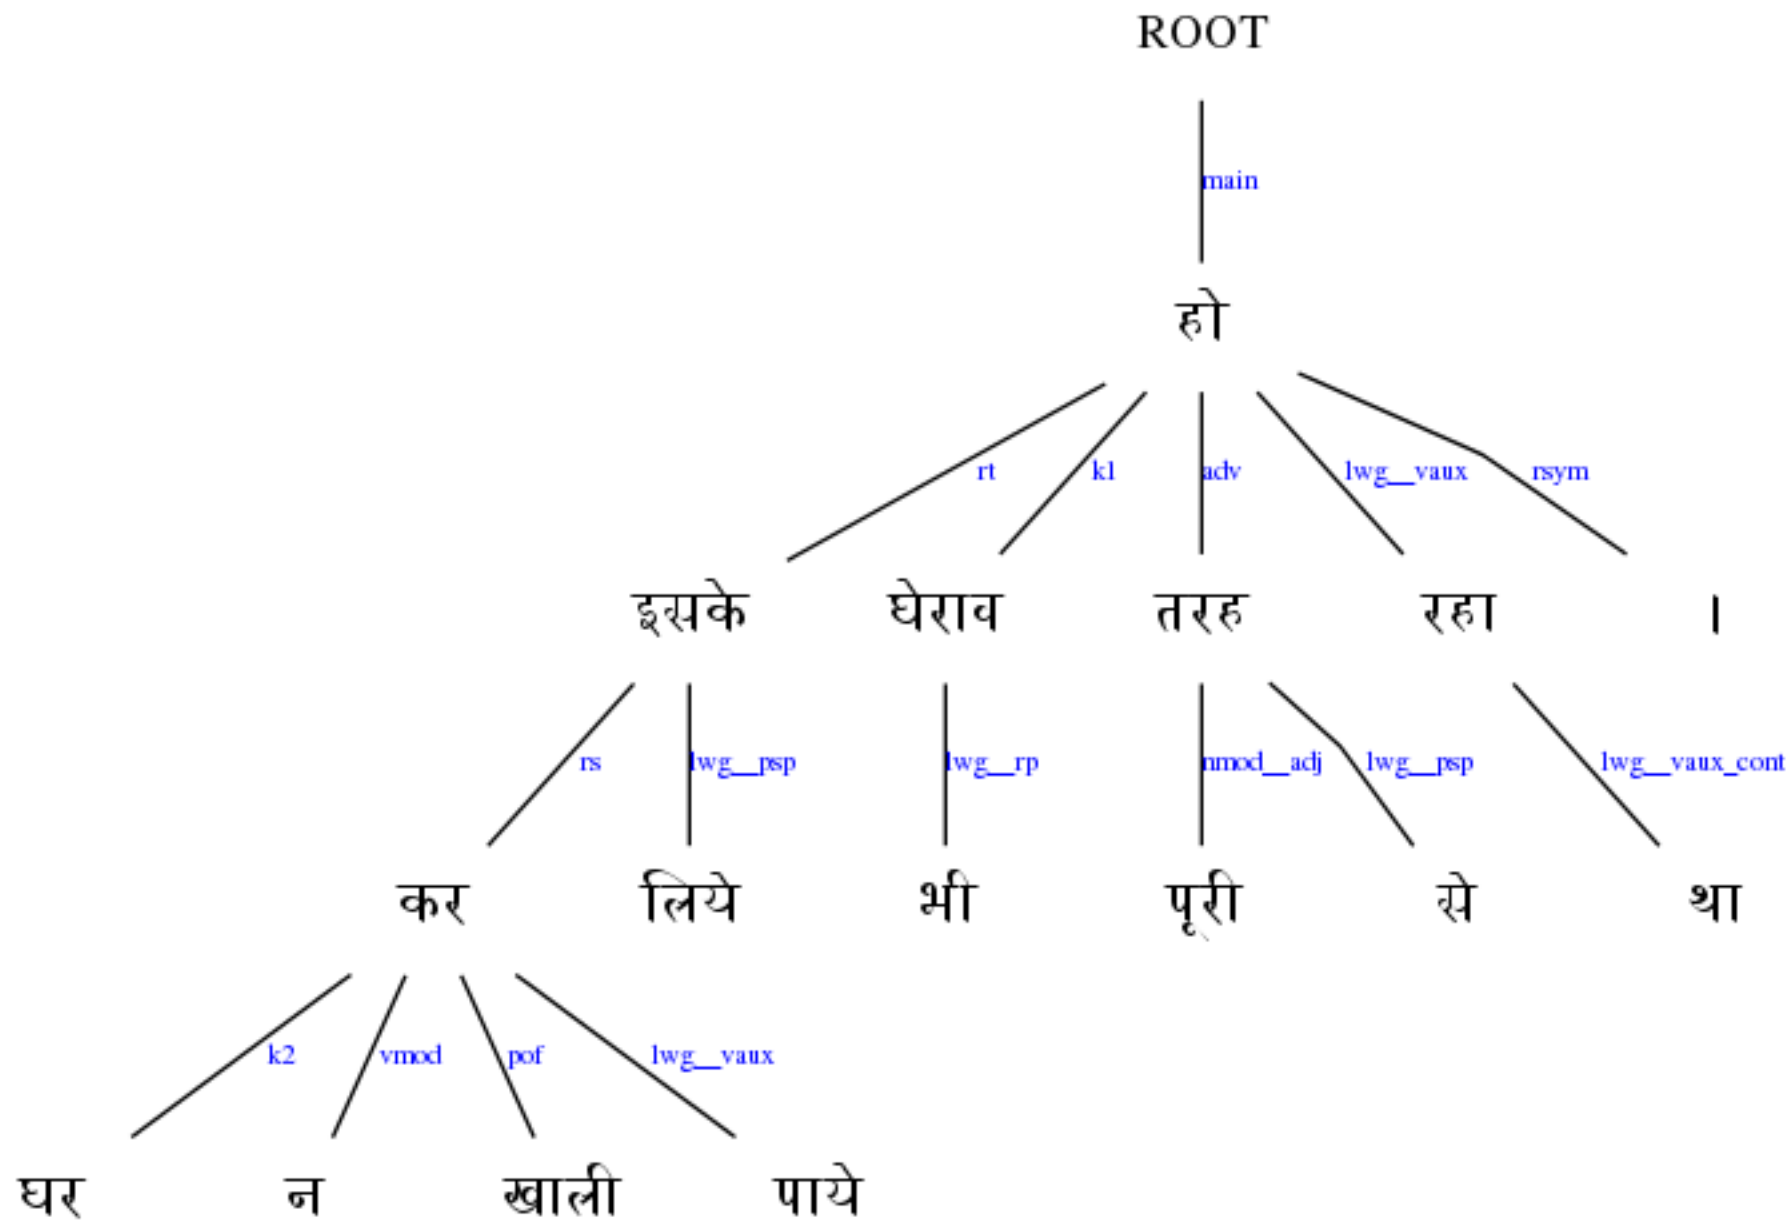 ROOT
main
हो
rt k1 adv lwg__vaux rsym
इसके घेराव तरह रहा ।
rs lwg__psp lwg__rp nmod__adj lwg__psp lwg__vaux_cont
कर लिये भी पूरी से था
k2 vmod pof lwg__vaux
घर न खाली पाये